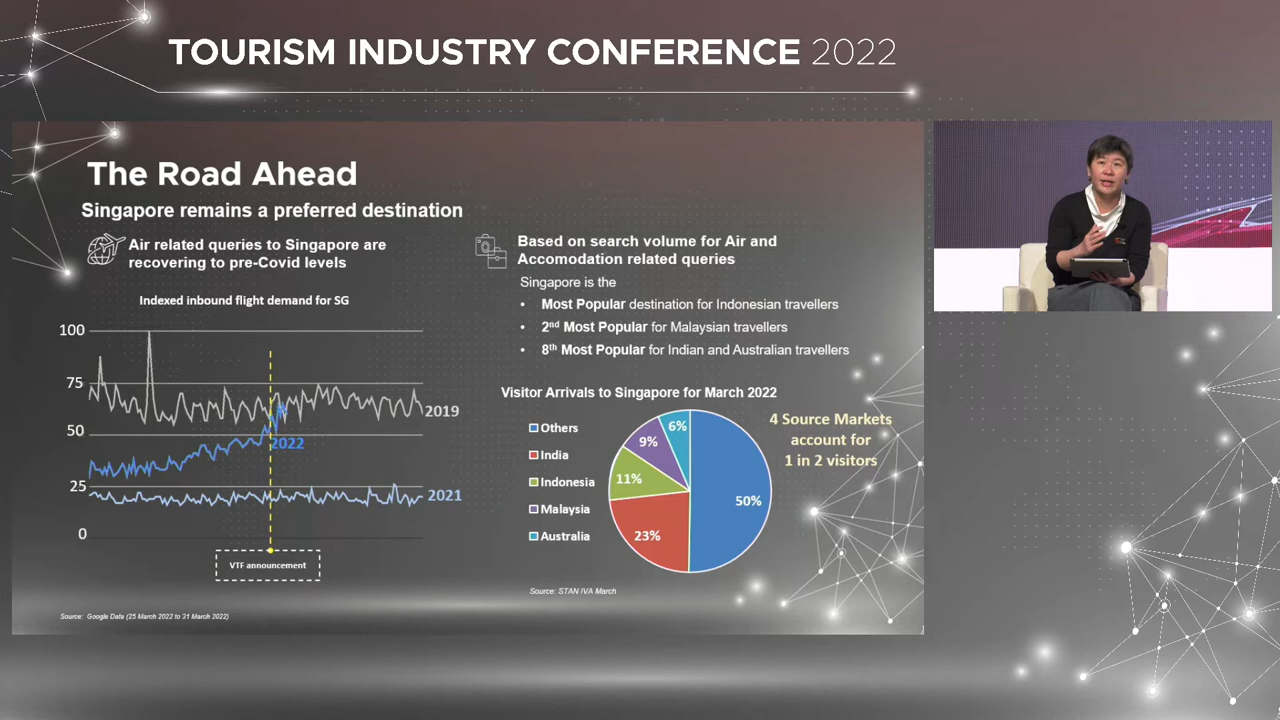 TOURISM INDUSTRY CONFERENCE 2022
The Road Ahead
Singapore remains a preferred destination
Air related queries to Singapore are
recovering to pre-Covid levels
Indexed inbound flight demand for SG
100
75
50
25
0
2019
2022
2021
VTF announcement
Source: Google Data (25 March 2022 to 31 March 2022)
Based on search volume for Air and
Accomodation related queries
Singapore is the
• Most Popular destination for Indonesian travellers
• 2nd Most Popular for Malaysian travellers
• 8th Most Popular for Indian and Australian travellers
Visitor Arrivals to Singapore for March 2022
Others
India
Indonesia
Malaysia
Australia
6%
9%
11%
23%
50%
4 Source Markets
account for
1 in 2 visitors
Source: STAN IVA March